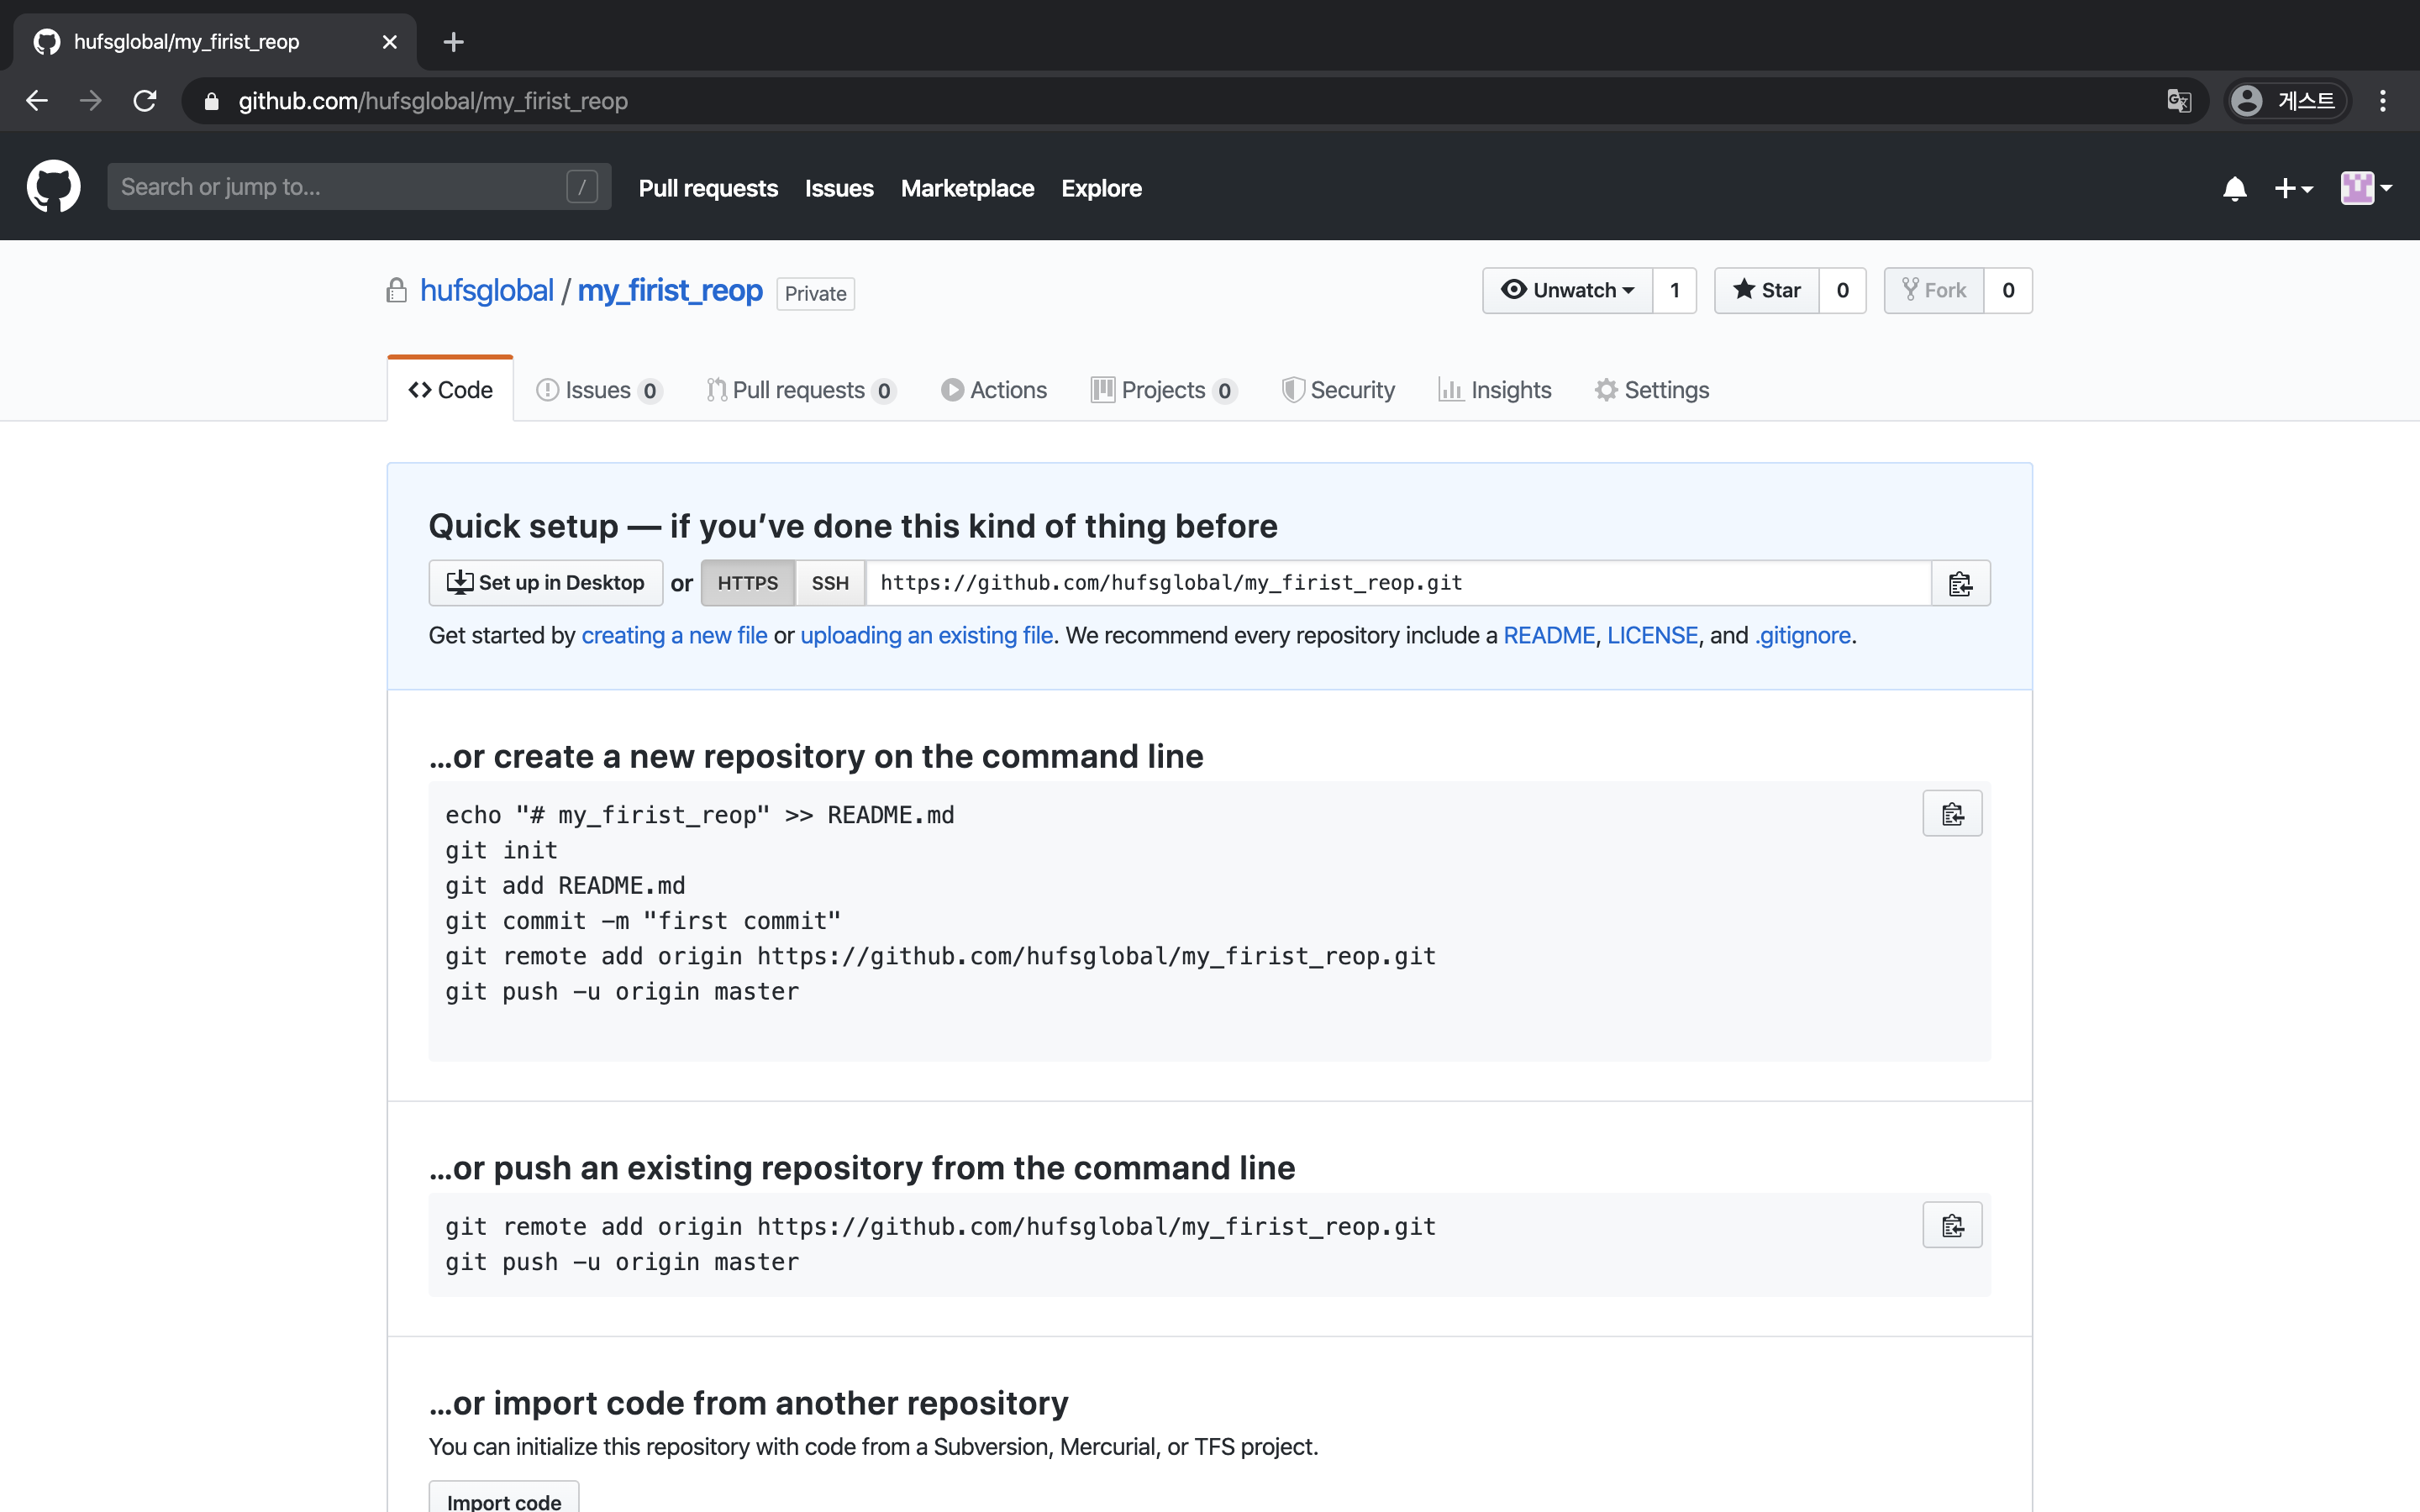 hufsglobal/my_firist_reop
github.com/hufsglobal/my_firist_reop
게스트
Search or jump to...
/
Pull requests
Issues
Marketplace
Explore
hufsglobal / my_firist_reop Private
Unwatch 1
Star 0
Fork 0
Code
Issues 0
Pull requests 0
Actions
Projects 0
Security
Insights
Settings
Quick setup — if you’ve done this kind of thing before
Set up in Desktop or HTTPS SSH https://github.com/hufsglobal/my_firist_reop.git
Get started by creating a new file or uploading an existing file. We recommend every repository include a README, LICENSE, and .gitignore.
…or create a new repository on the command line
echo "# my_firist_reop" >> README.md
git init
git add README.md
git commit -m "first commit"
git remote add origin https://github.com/hufsglobal/my_firist_reop.git
git push -u origin master
…or push an existing repository from the command line
git remote add origin https://github.com/hufsglobal/my_firist_reop.git
git push -u origin master
…or import code from another repository
You can initialize this repository with code from a Subversion, Mercurial, or TFS project.
Import code